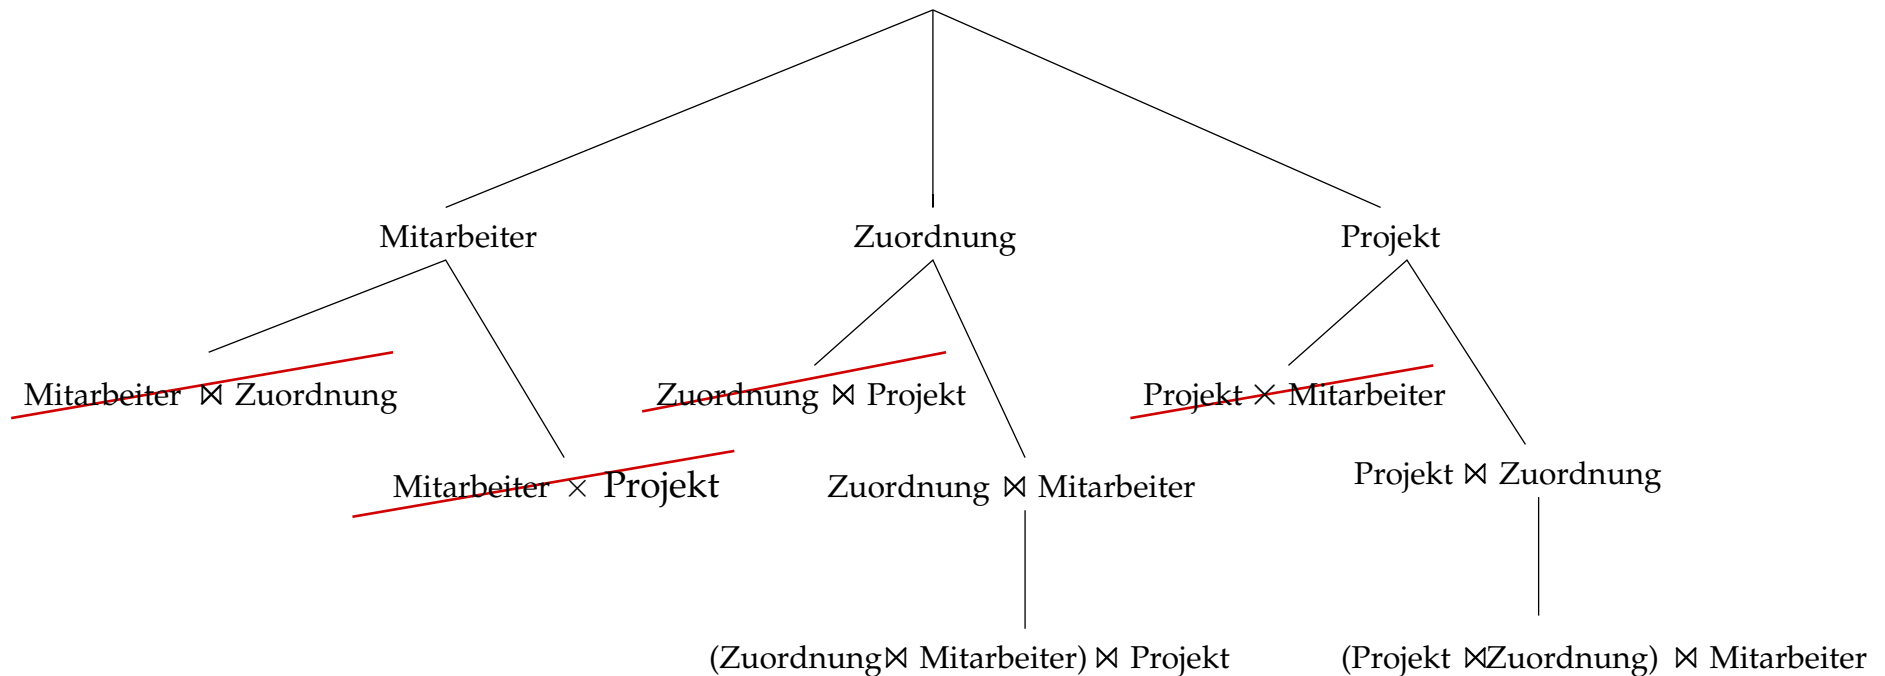 Mitarbeiter Zuordnung Projekt
Mitarbeiter ⋈ Zuordnung Zuordnung ⋈ Projekt Projekt × Mitarbeiter
Mitarbeiter × Projekt Zuordnung ⋈ Mitarbeiter Projekt ⋈ Zuordnung
(Zuordnung⋈ Mitarbeiter) ⋈ Projekt (Projekt ⋈Zuordnung) ⋈ Mitarbeiter